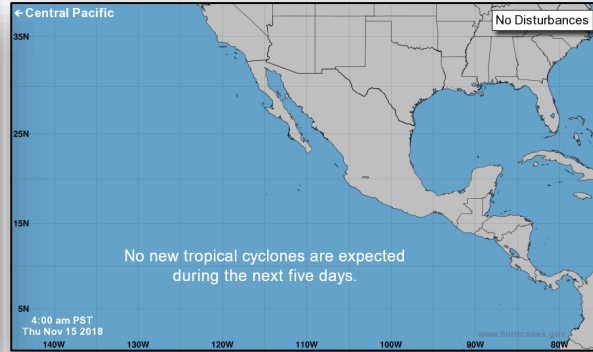 ←Central Pacific
No Disturbances
35N
25N
15N
No new tropical cyclones are expected
during the next five days.
5N
4:00 am PST
Thu Nov 15 2018
www.hurricanes.gov
140W 130W 120W 110W 100W 90W 80W